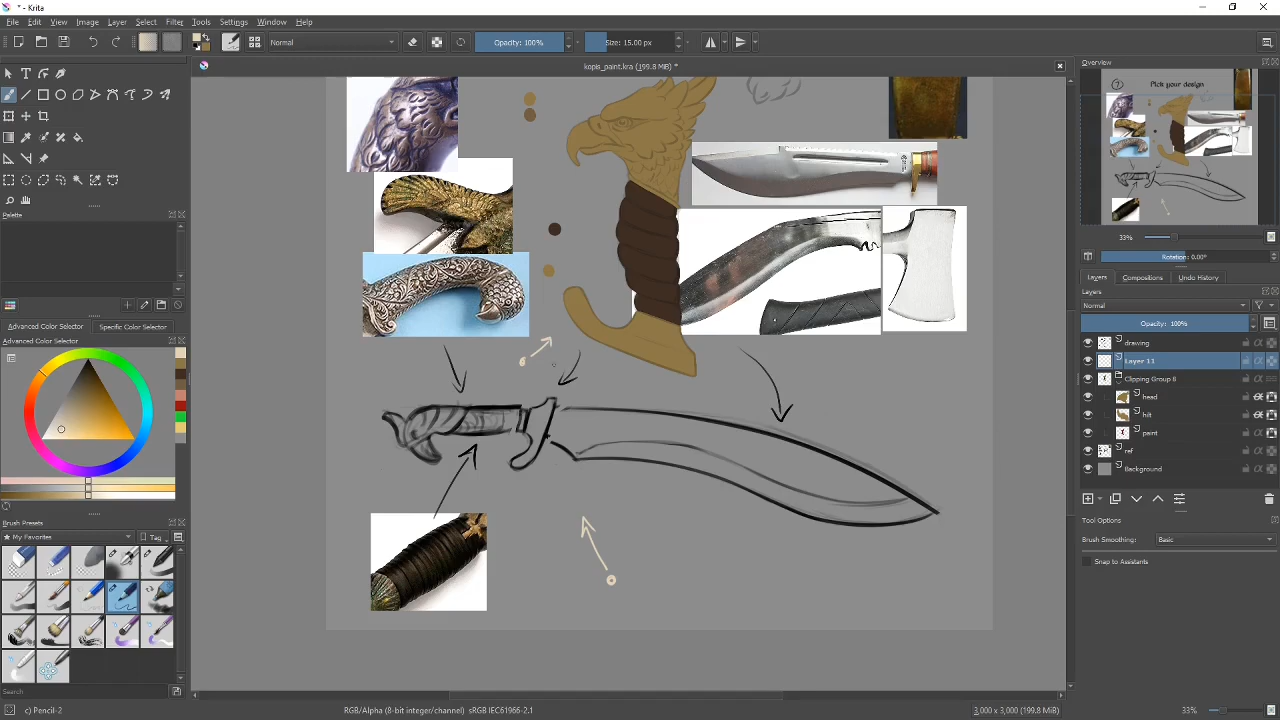 * - Krita
File Edit View Image Layer Select Filter Tools Settings Window Help
Normal Opacity: 100% Size: 15.00 px
kopis_paint.kra (199.8 MiB) *
Overview
Pick your design
33%
Rotation: 0.00°
Palette
Advanced Color Selector Specific Color Selector
Advanced Color Selector
Brush Presets
My Favorites Tag
Search
Layers Compositions Undo History
Layers
Normal
Opacity: 100%
drawing
Layer 11
Clipping Group 6
head
hilt
paint
ref
Background
Tool Options
Brush Smoothing: Basic
Snap to Assistants
c) Pencil-2 RGB/Alpha (8-bit integer/channel) sRGB IEC61966-2.1 3,000 x 3,000 (199.8 MiB) 33%